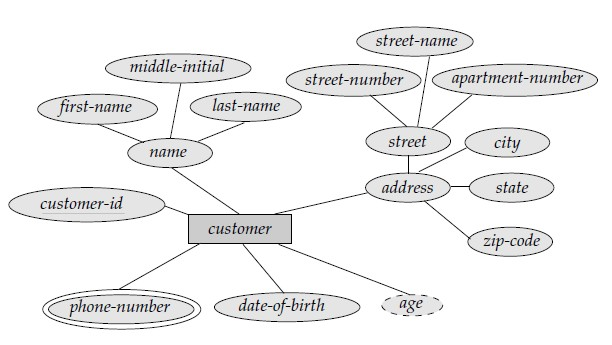 street-name
middle-initial
street-number
apartment-number
first-name
last-name
street
city
name
address
state
customer-id
customer
zip-code
phone-number
date-of-birth
age